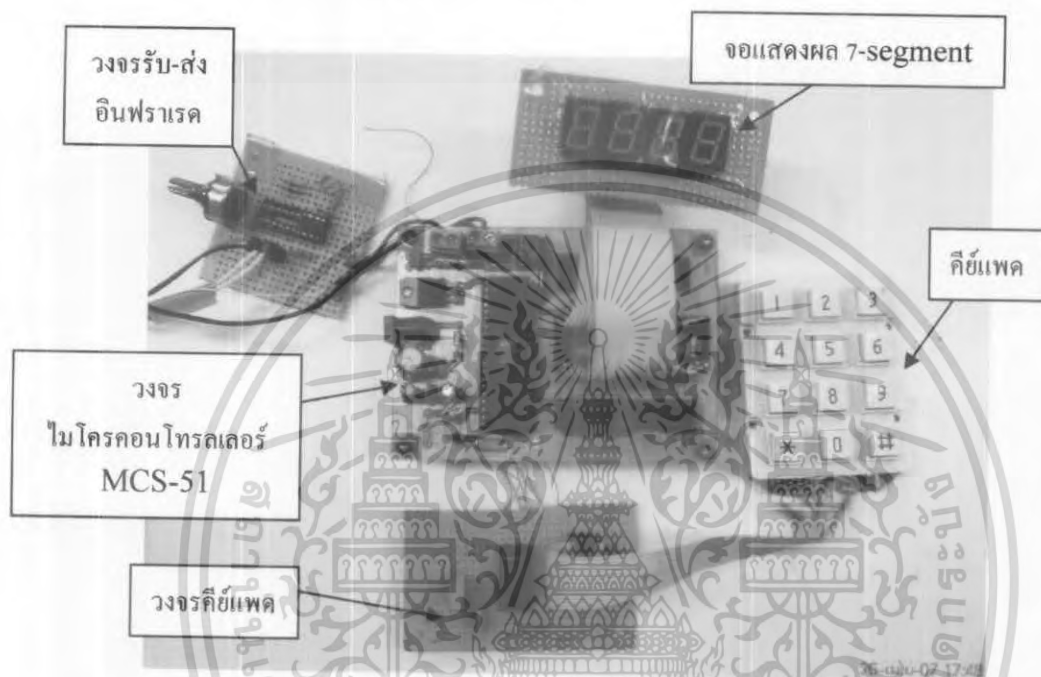 วงจรรับ-ส่ง
อินฟราเรด
จอแสดงผล 7-segment
คีย์แพด
1 2 3
4 5 6
7 8 9
* 0 #
วงจร
ไมโครคอนโทรลเลอร์
MCS-51
วงจรคีย์แพด